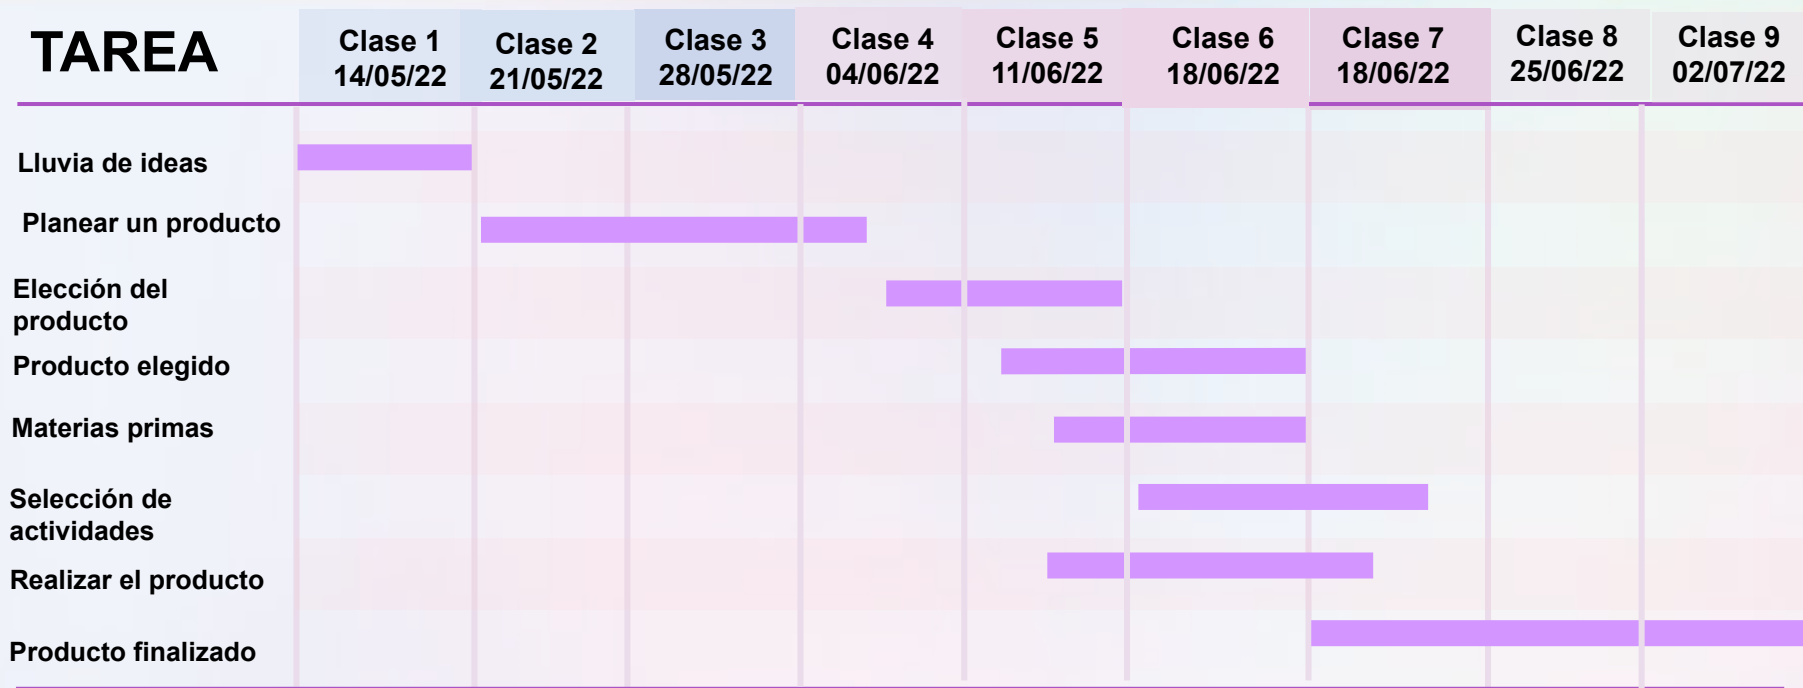 TAREA
Clase 1
14/05/22
Clase 2
21/05/22
Clase 3
28/05/22
Clase 4
04/06/22
Clase 5
11/06/22
Clase 6
18/06/22
Clase 7
18/06/22
Clase 8
25/06/22
Clase 9
02/07/22
Lluvia de ideas
Planear un producto
Elección del
producto
Producto elegido
Materias primas
Selección de
actividades
Realizar el producto
Producto finalizado